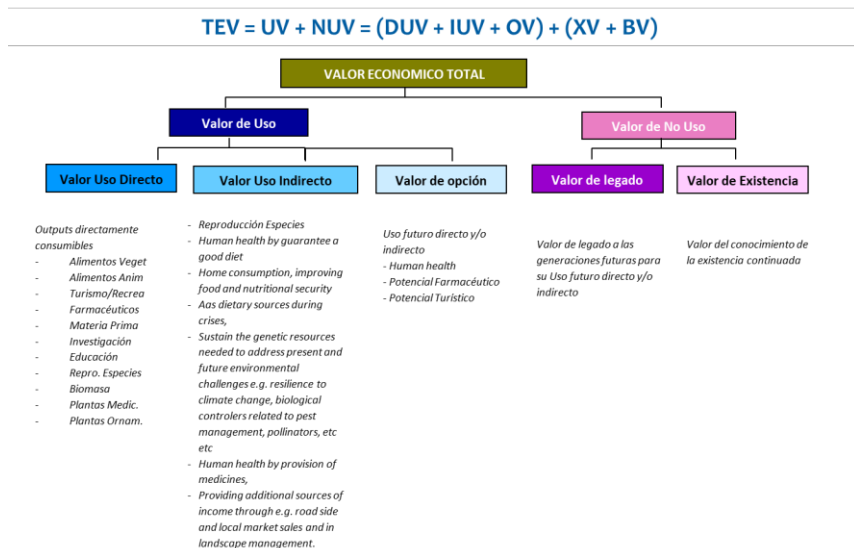 TEV = UV + NUV = (DUV + IUV + OV) + (XV + BV)
VALOR ECONOMICO TOTAL
Valor de Uso
Valor de No Uso
Valor Uso Directo
Valor Uso Indirecto
Valor de opción
Valor de legado
Valor de Existencia
Outputs directamente
consumibles
- Alimentos Veget
- Alimentos Anim
- Turismo/Recrea
- Farmacéuticos
- Materia Prima
- Investigación
- Educación
- Repro. Especies
- Biomasa
- Plantas Medic.
- Plantas Ornam.
- Reproducción Especies
- Human health by guarantee a
good diet
- Home consumption, improving
food and nutritional security
- Aas dietary sources during
crises,
- Sustain the genetic resources
needed to address present and
future environmental
challenges e.g. resilience to
climate change, biological
controlers related to pest
management, pollinators, etc
etc
- Human health by provision of
medicines,
- Providing additional sources of
income through e.g. road side
and local market sales and in
landscape management.
Uso futuro directo y/o
indirecto
- Human health
- Potencial Farmacéutico
- Potencial Turístico
Valor de legado a las
generaciones futuras para
su Uso futuro directo y/o
indirecto
Valor del conocimiento de
la existencia continuada